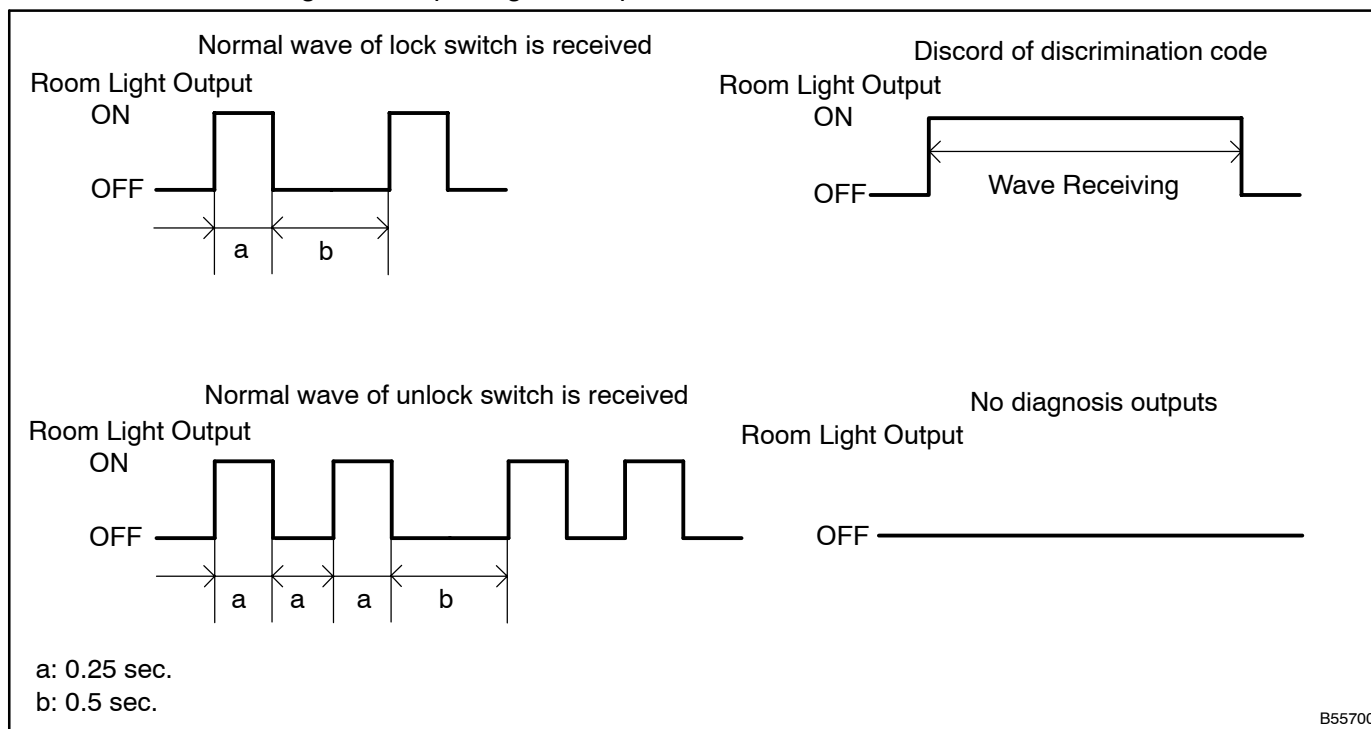 Normal wave of lock switch is received
Room Light Output
ON
OFF
a b
Discord of discrimination code
Room Light Output
ON
OFF
Wave Receiving
Normal wave of unlock switch is received
Room Light Output
ON
OFF
a a a b
No diagnosis outputs
Room Light Output
OFF
a: 0.25 sec.
b: 0.5 sec.
B55700